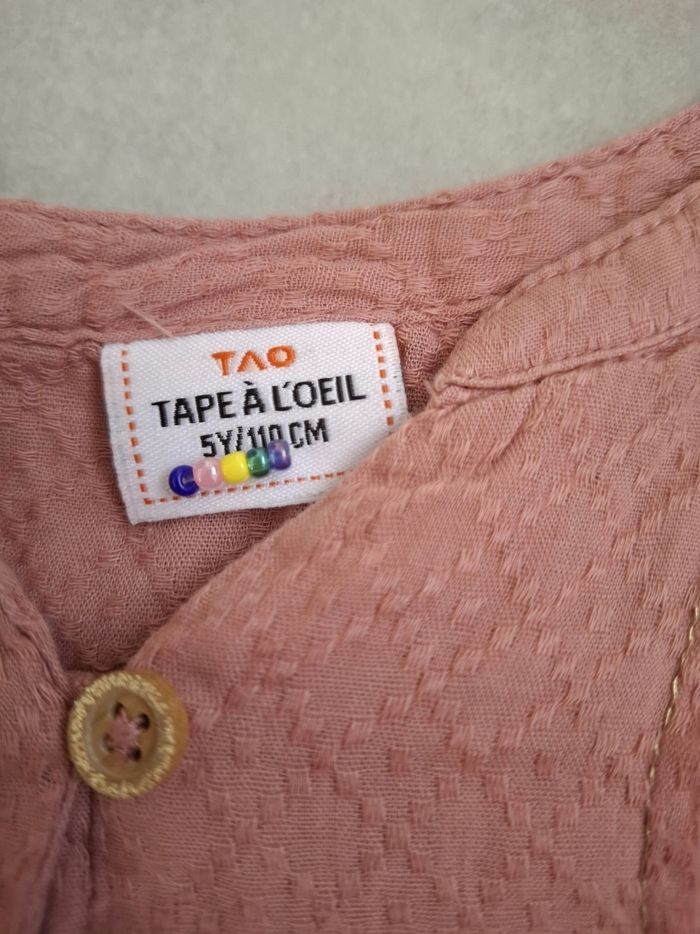 TAO
TAPE À L'OEIL
5Y/110 CM